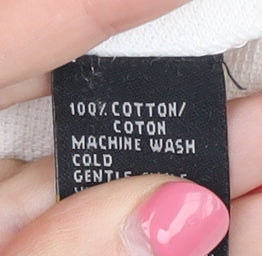 100% COTTON/
COTON
MACHINE WASH
COLD
GENTLE